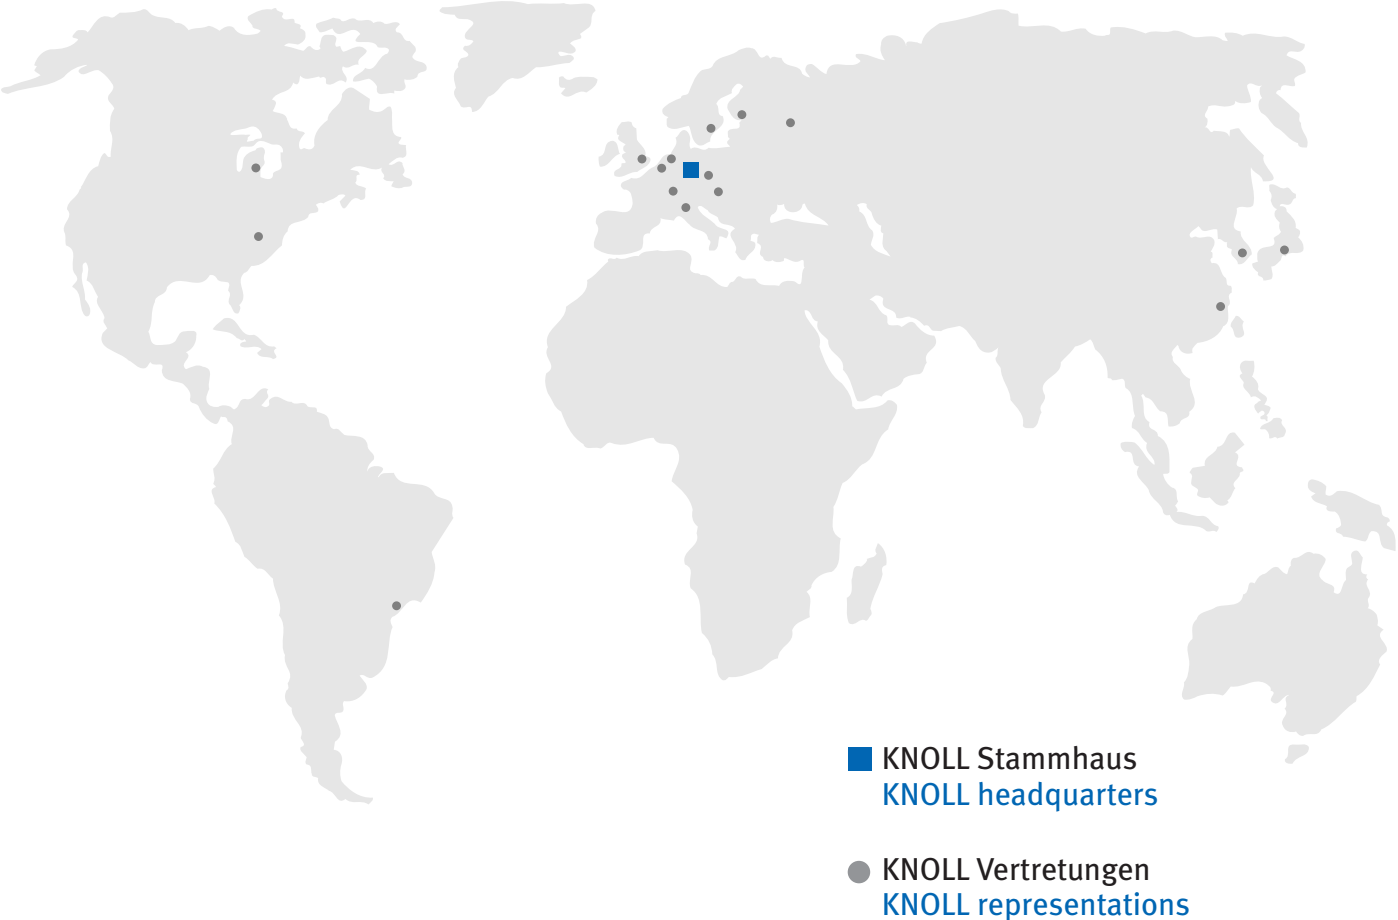 KNOLL Stammhaus
KNOLL headquarters
KNOLL Vertretungen
KNOLL representations